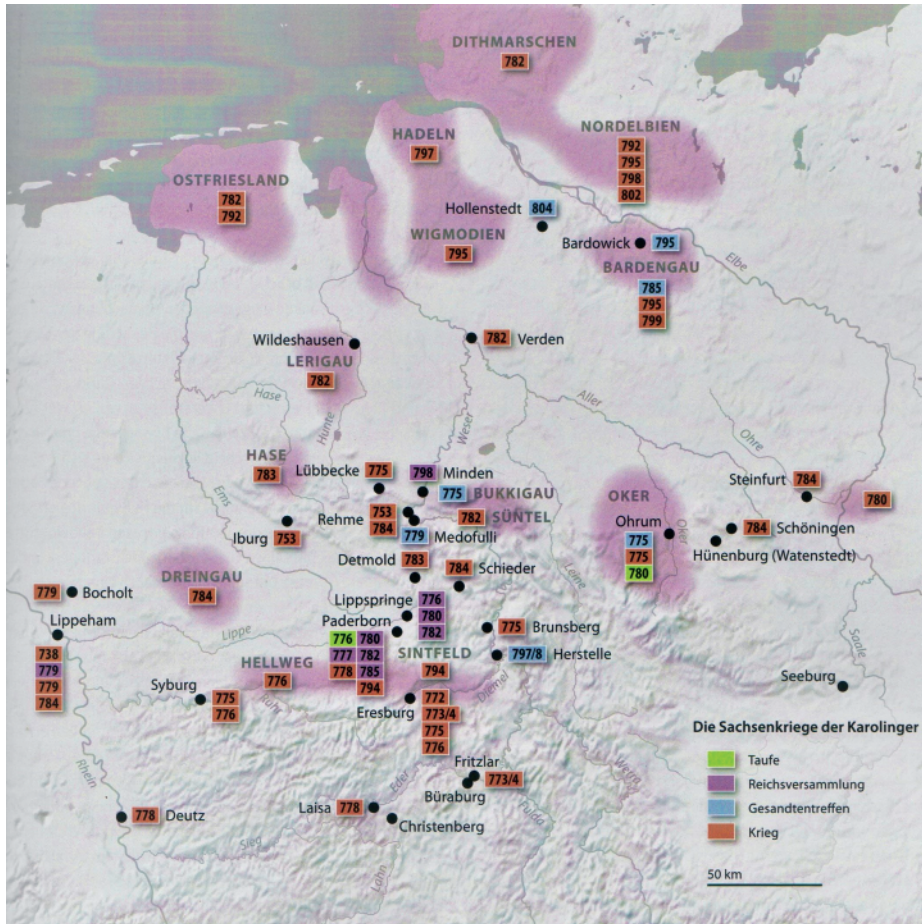 DITHMARSCHEN
782
HADELN
797
NORDELBIEN
792
795
798
802
OSTFRIESLAND
782
792
Hollenstedt 804
WIGMODIEN
795
Bardowick 795
BARDENGAU
785
795
799
Elbe
Wildeshausen
LERIGAU
782
782 Verden
Hase
Hunte
Weser
Aller
Ohre
HASE
783
Lübbecke 775
798 Minden
775 BUKKIGAU
782 SÜNTEL
Rehme 753
784
779 Medofulli
Ems
Iburg 753
OKER
Ohrum
775
775
780
Oker
Steinfurt 784
780
784 Schöningen
Hünenburg (Watenstedt)
Detmold 783
784
Schieder
Leine
779 Bocholt
DREINGAU
784
Lippspringe 776
780
782
Paderborn
776 780
777 782
778 785
794
Lippeham
738
779
779
784
Lippe
775 Brunsberg
797/8 Herstelle
SINTFELD
794
HELLWEG
776
Syburg 775
776
Ruhr
Eresburg 772
773/4
775
776
Diemel
Saale
Seeburg
Fritzlar
773/4
Büraburg
Eder
Fulda
Werra
Rhein
778 Deutz
Laisa 778
Christenberg
Sieg
Lahn
Die Sachsenkriege der Karolinger
Taufe
Reichsversammlung
Gesandtentreffen
Krieg
50 km